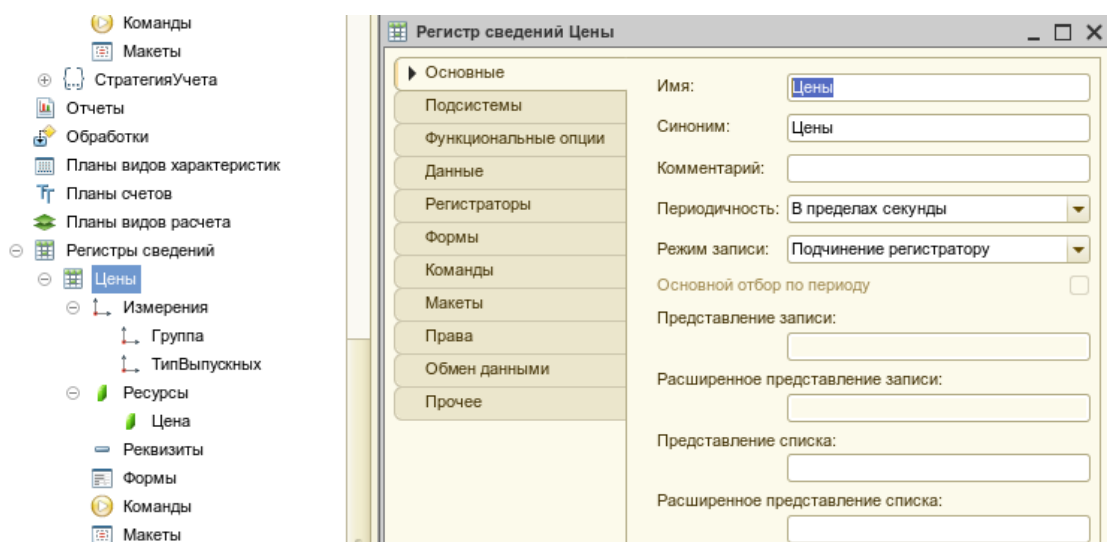 Команды
Макеты
СтратегияУчета
Отчеты
Обработки
Планы видов характеристик
Планы счетов
Планы видов расчета
Регистры сведений
Цены
Измерения
Группа
ТипВыпускных
Ресурсы
Цена
Реквизиты
Формы
Команды
Макеты
Регистр сведений Цены
Основные
Подсистемы
Функциональные опции
Данные
Регистраторы
Формы
Команды
Макеты
Права
Обмен данными
Прочее
Имя: Цены
Синоним: Цены
Комментарий:
Периодичность: В пределах секунды
Режим записи: Подчинение регистратору
Основной отбор по периоду
Представление записи:
Расширенное представление записи:
Представление списка:
Расширенное представление списка: